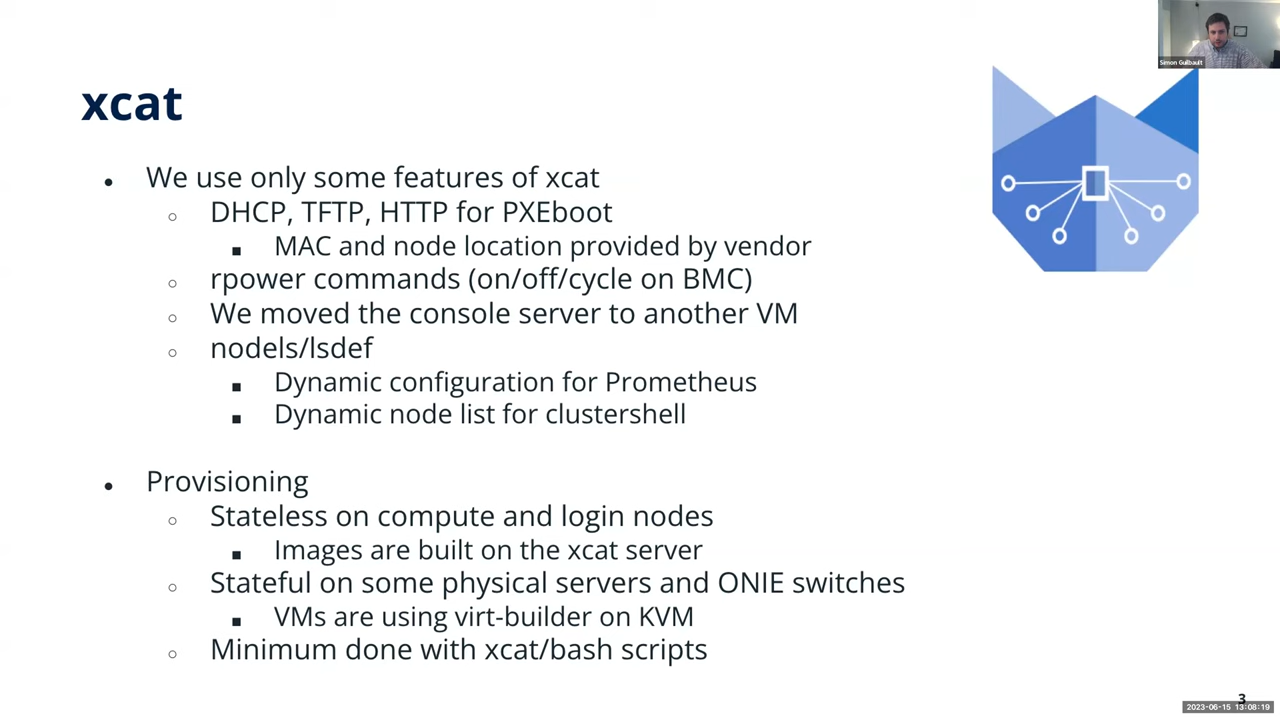 Simon Guilbault
xcat
We use only some features of xcat
DHCP, TFTP, HTTP for PXEboot
MAC and node location provided by vendor
rpower commands (on/off/cycle on BMC)
We moved the console server to another VM
nodels/lsdef
Dynamic configuration for Prometheus
Dynamic node list for clustershell
Provisioning
Stateless on compute and login nodes
Images are built on the xcat server
Stateful on some physical servers and ONIE switches
VMs are using virt-builder on KVM
Minimum done with xcat/bash scripts
3
2023-06-15 13:08:19